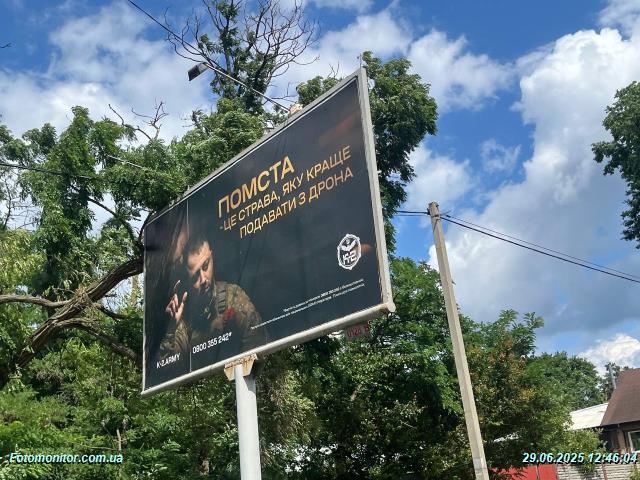 ПОМСТА
- ЦЕ СТРАВА, ЯКУ КРАЩЕ
ПОДАВАТИ З ДРОНА
K-2
K-2.ARMY
0800 355 242*
Fotomonitor.com.ua
29.06.2025 12:46:04